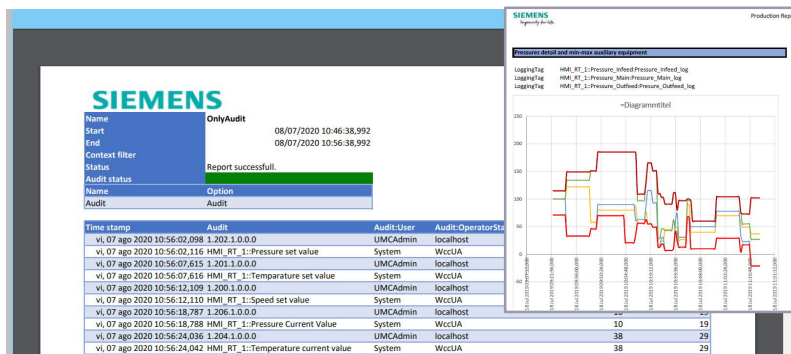 SIEMENS
Ingenuity for life
Production Rep
Pressures detail and min-max auxiliary equipment
LoggingTag HMI_RT_1::Pressure_Infeed:Pressure_Infeed_log
LoggingTag HMI_RT_1::Pressure_Main:Pressure_Main_log
LoggingTag HMI_RT_1::Pressure_Outfeed:Presure_Outfeed_log
=Diagrammtitel
250
200
150
100
50
0
-50
SIEMENS
Name OnlyAudit
Start 08/07/2020 10:46:38,992
End 08/07/2020 10:56:38,992
Context filter
Status Report successfull.
Audit status
Name Option
Audit Audit
Time stamp Audit Audit:User Audit:OperatorSta
vi, 07 ago 2020 10:56:02,098 1.202.1.0.0.0 UMCAdmin localhost
vi, 07 ago 2020 10:56:02,116 HMI_RT_1::Pressure set value System WccUA
vi, 07 ago 2020 10:56:07,615 1.201.1.0.0.0 UMCAdmin localhost
vi, 07 ago 2020 10:56:07,616 HMI_RT_1::Temparature set value System WccUA
vi, 07 ago 2020 10:56:12,109 1.200.1.0.0.0 UMCAdmin localhost
vi, 07 ago 2020 10:56:12,110 HMI_RT_1::Speed set value System WccUA
vi, 07 ago 2020 10:56:18,787 1.206.1.0.0.0 UMCAdmin localhost
vi, 07 ago 2020 10:56:18,788 HMI_RT_1::Pressure Current Value System WccUA 10 19
vi, 07 ago 2020 10:56:24,036 1.204.1.0.0.0 UMCAdmin localhost 38 29
vi, 07 ago 2020 10:56:24,042 HMI_RT_1::Temperature current value System WccUA 38 29